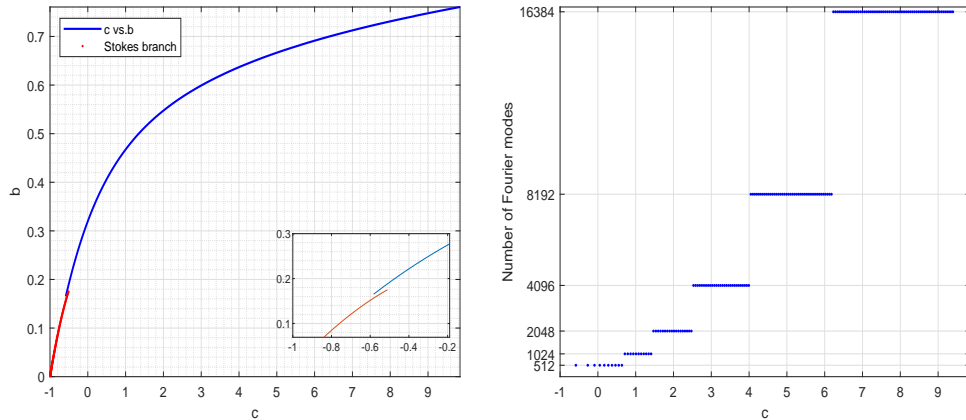 c vs.b
Stokes branch
0.7
0.6
0.5
0.4
0.3
0.2
0.1
0
-1 0 1 2 3 4 5 6 7 8 9
b
c
0.3
0.2
0.1
-1 -0.8 -0.6 -0.4 -0.2
16384
8192
4096
2048
1024
512
-1 0 1 2 3 4 5 6 7 8 9
Number of Fourier modes
c